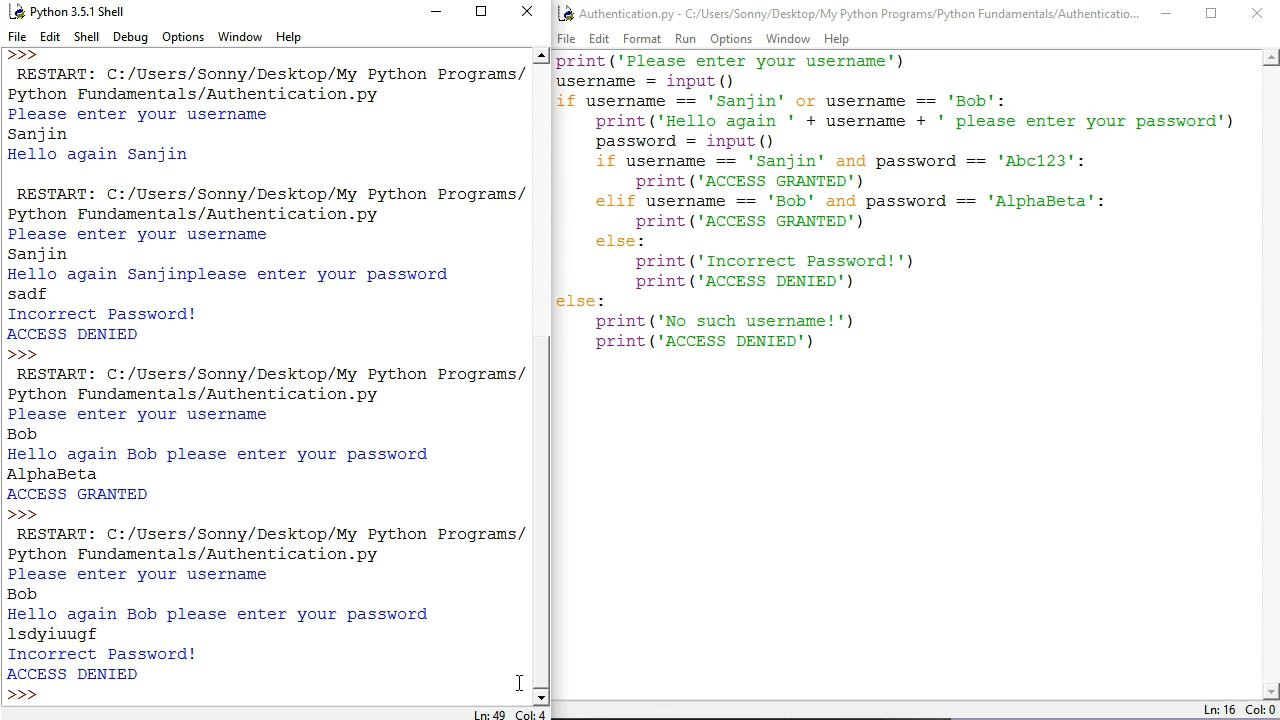 Python 3.5.1 Shell
File Edit Shell Debug Options Window Help
>>>
RESTART: C:/Users/Sonny/Desktop/My Python Programs/
Python Fundamentals/Authentication.py
Please enter your username
Sanjin
Hello again Sanjin
RESTART: C:/Users/Sonny/Desktop/My Python Programs/
Python Fundamentals/Authentication.py
Please enter your username
Sanjin
Hello again Sanjinplease enter your password
sadf
Incorrect Password!
ACCESS DENIED
>>>
RESTART: C:/Users/Sonny/Desktop/My Python Programs/
Python Fundamentals/Authentication.py
Please enter your username
Bob
Hello again Bob please enter your password
AlphaBeta
ACCESS GRANTED
>>>
RESTART: C:/Users/Sonny/Desktop/My Python Programs/
Python Fundamentals/Authentication.py
Please enter your username
Bob
Hello again Bob please enter your password
lsdyiuugf
Incorrect Password!
ACCESS DENIED
>>>
Ln: 49 Col: 4
Authentication.py - C:/Users/Sonny/Desktop/My Python Programs/Python Fundamentals/Authenticatio...
File Edit Format Run Options Window Help
print('Please enter your username')
username = input()
if username == 'Sanjin' or username == 'Bob':
    print('Hello again ' + username + ' please enter your password')
    password = input()
    if username == 'Sanjin' and password == 'Abc123':
        print('ACCESS GRANTED')
    elif username == 'Bob' and password == 'AlphaBeta':
        print('ACCESS GRANTED')
    else:
        print('Incorrect Password!')
        print('ACCESS DENIED')
else:
    print('No such username!')
    print('ACCESS DENIED')
Ln: 16 Col: 0